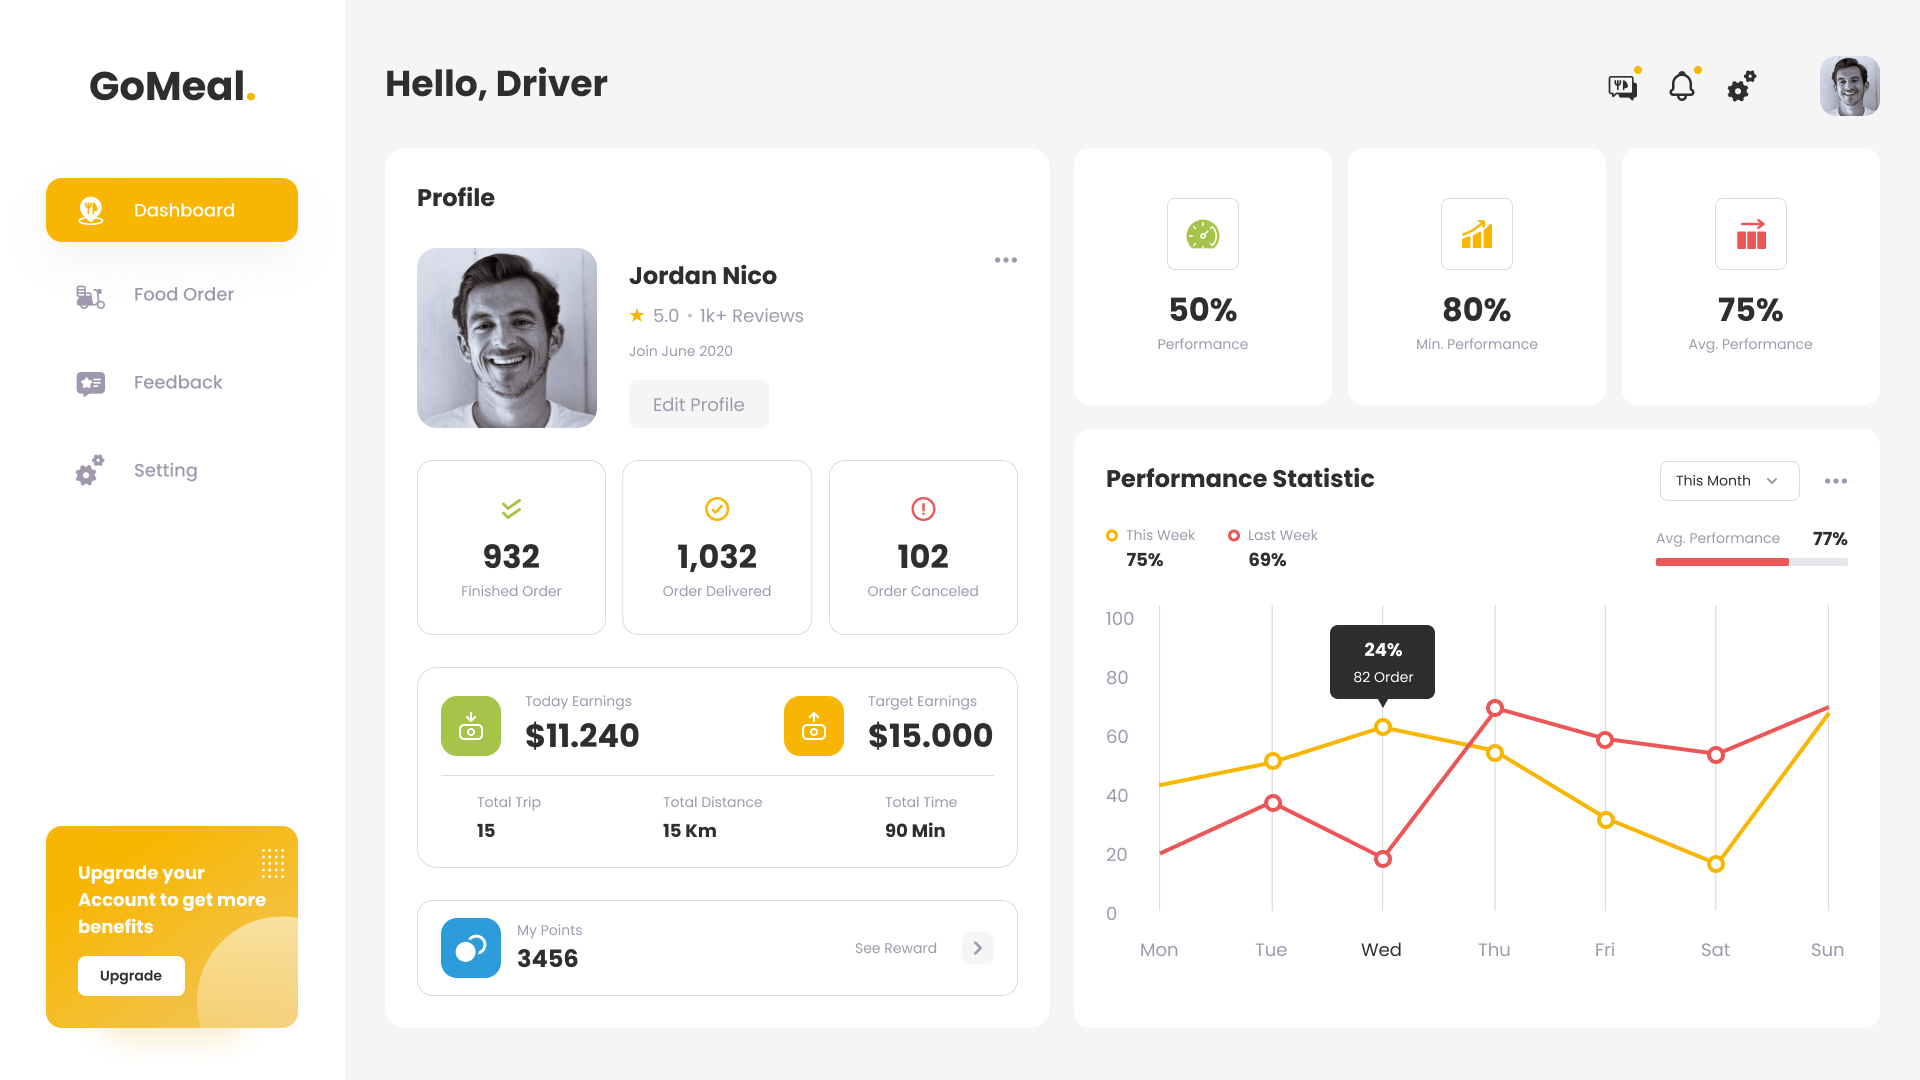 GoMeal.
Dashboard
Food Order
Feedback
Setting
Upgrade your
Account to get more
benefits
Upgrade
Hello, Driver
Profile
Jordan Nico
5.0 • 1k+ Reviews
Join June 2020
Edit Profile
932
Finished Order
1,032
Order Delivered
102
Order Canceled
Today Earnings
$11.240
Target Earnings
$15.000
Total Trip
15
Total Distance
15 Km
Total Time
90 Min
My Points
3456
See Reward
50%
Performance
80%
Min. Performance
75%
Avg. Performance
Performance Statistic
This Month
This Week
75%
Last Week
69%
Avg. Performance 77%
100
80
60
40
20
0
24%
82 Order
Mon Tue Wed Thu Fri Sat Sun